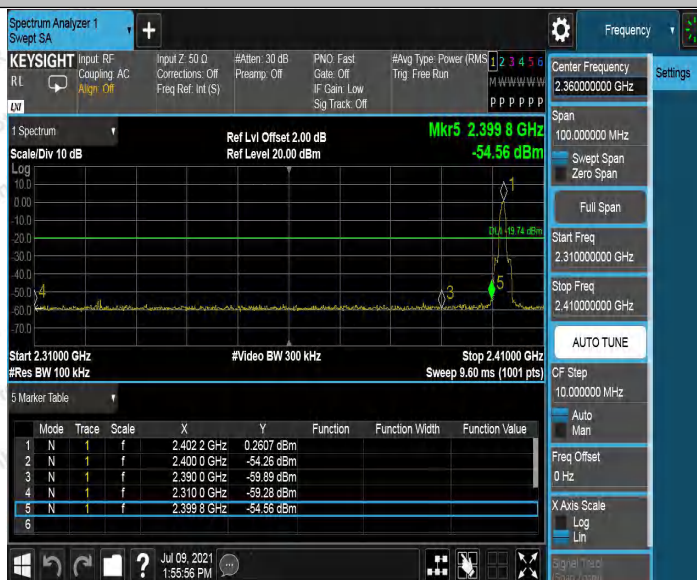 Spectrum Analyzer 1
Swept SA
Frequency
KEYSIGHT
RL
LXI
Input: RF
Coupling: AC
Align: Off
Input Z: 50 Ω
Corrections: Off
Freq Ref: Int (S)
#Atten: 30 dB
Preamp: Off
PNO: Fast
Gate: Off
IF Gain: Low
Sig Track: Off
#Avg Type: Power (RMS
Trig: Free Run
1 2 3 4 5 6
M W W W W W
P P P P P P
Center Frequency
2.360000000 GHz
Settings
Span
100.000000 MHz
Swept Span
Zero Span
Full Span
Start Freq
2.310000000 GHz
Stop Freq
2.410000000 GHz
AUTO TUNE
CF Step
10.000000 MHz
Auto
Man
Freq Offset
0 Hz
X Axis Scale
Log
Lin
1 Spectrum
Scale/Div 10 dB
Ref Lvl Offset 2.00 dB
Ref Level 20.00 dBm
Mkr5 2.399 8 GHz
-54.56 dBm
Log
10.0
0.00
-10.0
-20.0
-30.0
-40.0
-50.0
-60.0
-70.0
1
DL1 -19.74 dBm
4
3
5
Start 2.31000 GHz
#Res BW 100 kHz
#Video BW 300 kHz
Stop 2.41000 GHz
Sweep 9.60 ms (1001 pts)
5 Marker Table
Mode Trace Scale X Y Function Function Width Function Value
1 N 1 f 2.402 2 GHz 0.2607 dBm
2 N 1 f 2.400 0 GHz -54.26 dBm
3 N 1 f 2.390 0 GHz -59.89 dBm
4 N 1 f 2.310 0 GHz -59.28 dBm
5 N 1 f 2.399 8 GHz -54.56 dBm
6
?
Jul 09, 2021
1:55:56 PM